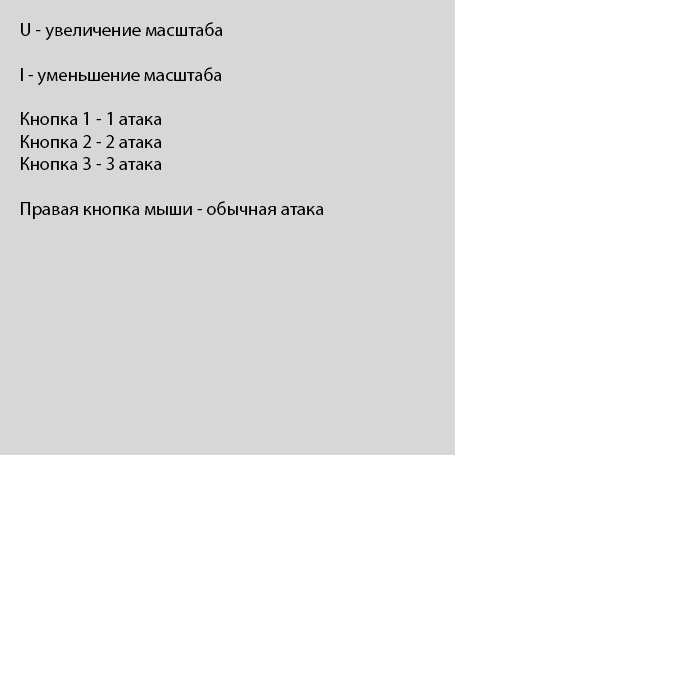 U - увеличение масштаба
I - уменьшение масштаба
Кнопка 1 - 1 атака
Кнопка 2 - 2 атака
Кнопка 3 - 3 атака
Правая кнопка мыши - обычная атака